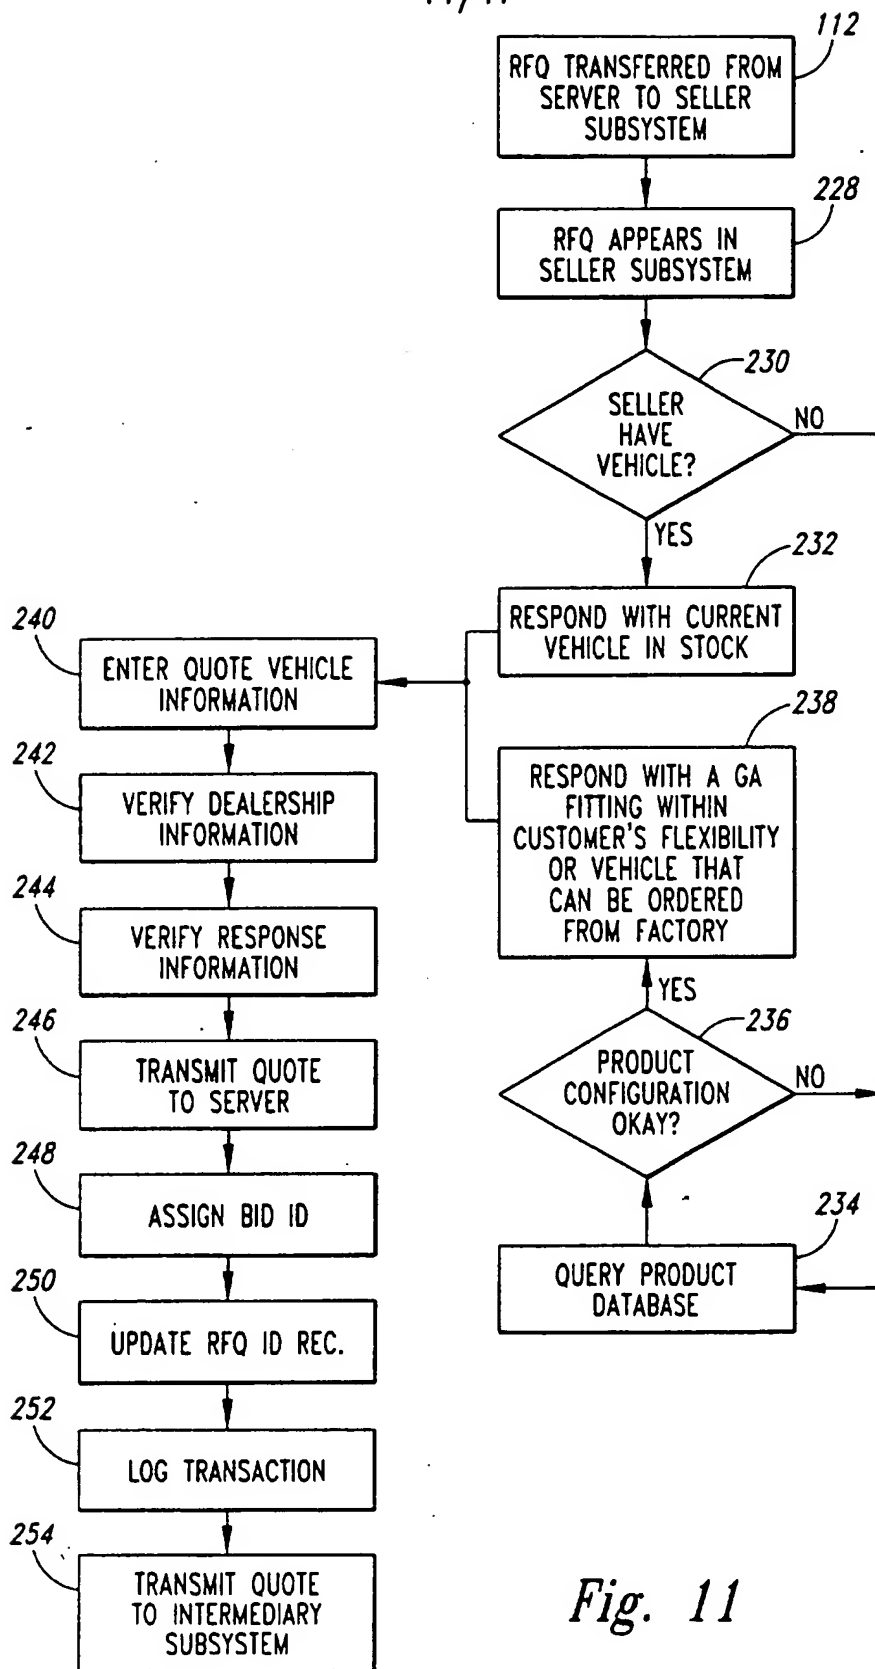 112
RFQ TRANSFERRED FROM
SERVER TO SELLER
SUBSYSTEM
228
RFQ APPEARS IN
SELLER SUBSYSTEM
230
SELLER
HAVE
VEHICLE?
NO
YES
232
RESPOND WITH CURRENT
VEHICLE IN STOCK
238
RESPOND WITH A GA
FITTING WITHIN
CUSTOMER'S FLEXIBILITY
OR VEHICLE THAT
CAN BE ORDERED
FROM FACTORY
YES
236
PRODUCT
CONFIGURATION
OKAY?
NO
234
QUERY PRODUCT
DATABASE
240
ENTER QUOTE VEHICLE
INFORMATION
242
VERIFY DEALERSHIP
INFORMATION
244
VERIFY RESPONSE
INFORMATION
246
TRANSMIT QUOTE
TO SERVER
248
ASSIGN BID ID
250
UPDATE RFQ ID REC.
252
LOG TRANSACTION
254
TRANSMIT QUOTE
TO INTERMEDIARY
SUBSYSTEM
Fig. 11